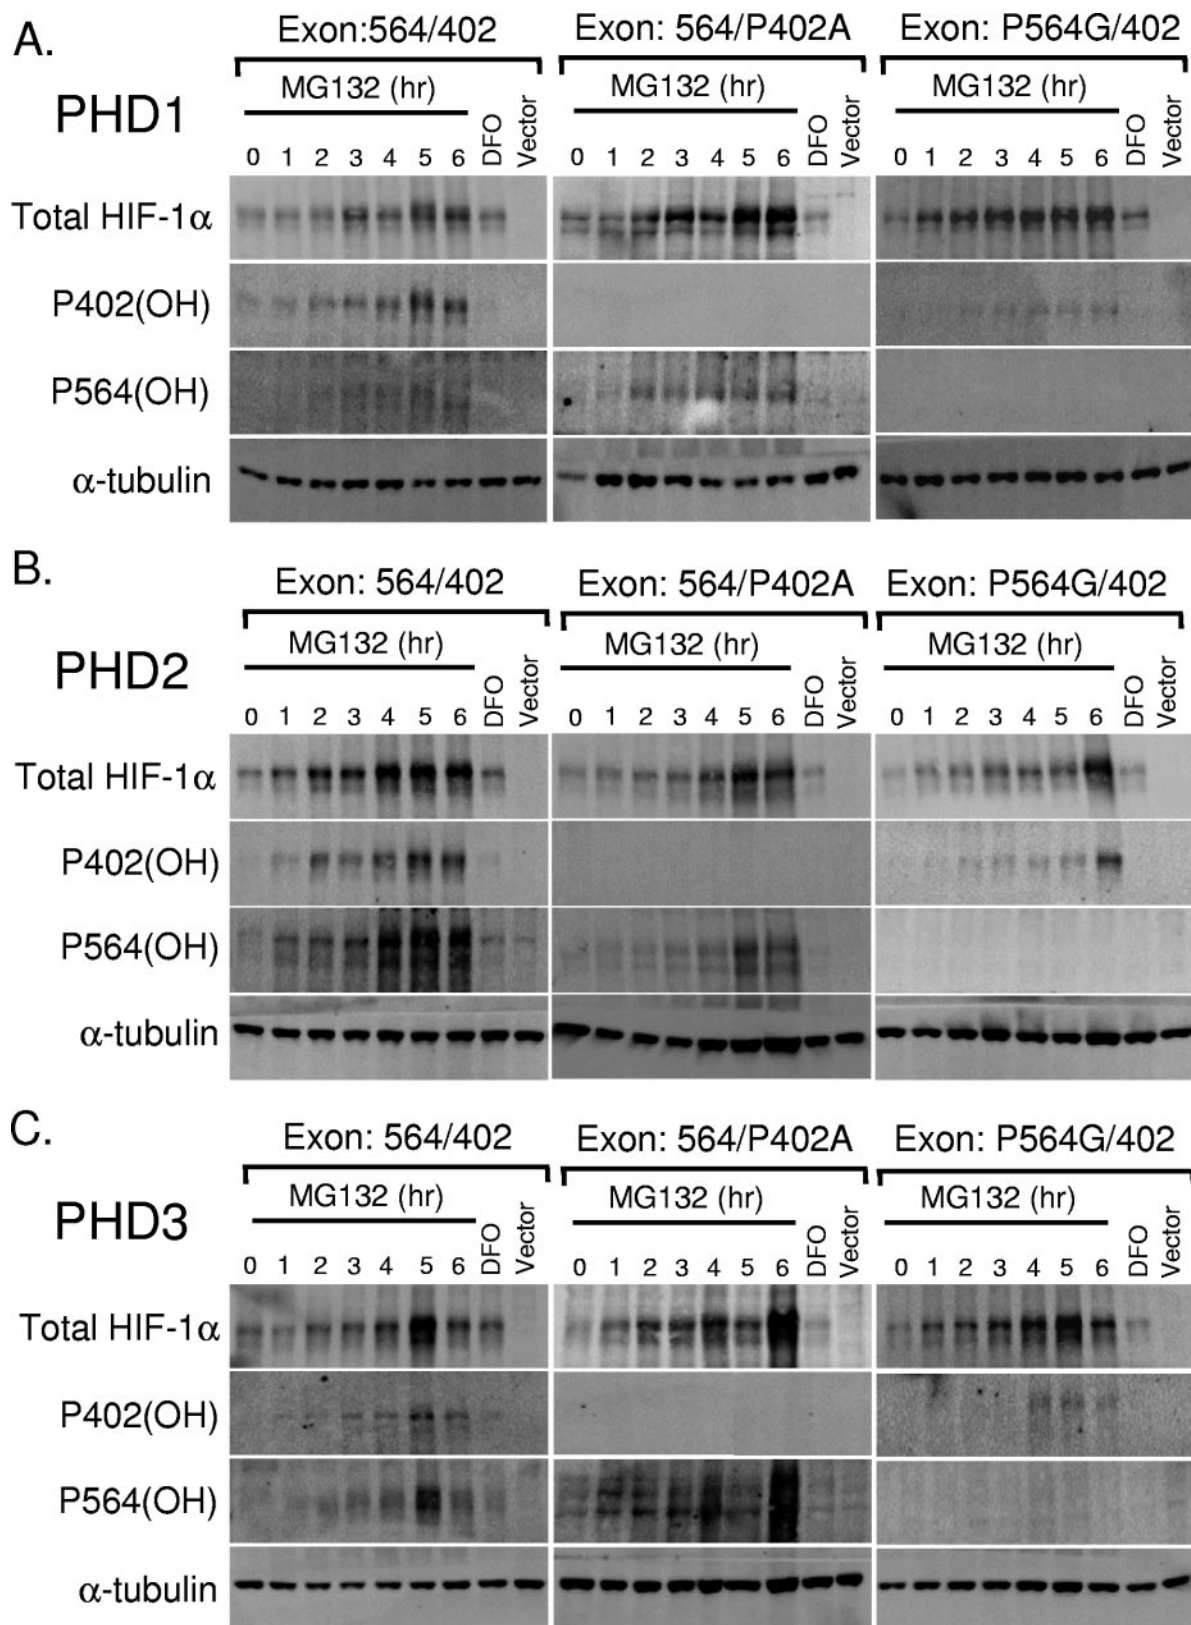 A.
Exon:564/402 Exon: 564/P402A Exon: P564G/402
PHD1
MG132 (hr) MG132 (hr) MG132 (hr)
0 1 2 3 4 5 6 DFO Vector 0 1 2 3 4 5 6 DFO Vector 0 1 2 3 4 5 6 DFO Vector
Total HIF-1α
P402(OH)
P564(OH)
α-tubulin
B.
Exon: 564/402 Exon: 564/P402A Exon: P564G/402
PHD2
MG132 (hr) MG132 (hr) MG132 (hr)
0 1 2 3 4 5 6 DFO Vector 0 1 2 3 4 5 6 DFO Vector 0 1 2 3 4 5 6 DFO Vector
Total HIF-1α
P402(OH)
P564(OH)
α-tubulin
C.
Exon: 564/402 Exon: 564/P402A Exon: P564G/402
PHD3
MG132 (hr) MG132 (hr) MG132 (hr)
0 1 2 3 4 5 6 DFO Vector 0 1 2 3 4 5 6 DFO Vector 0 1 2 3 4 5 6 DFO Vector
Total HIF-1α
P402(OH)
P564(OH)
α-tubulin